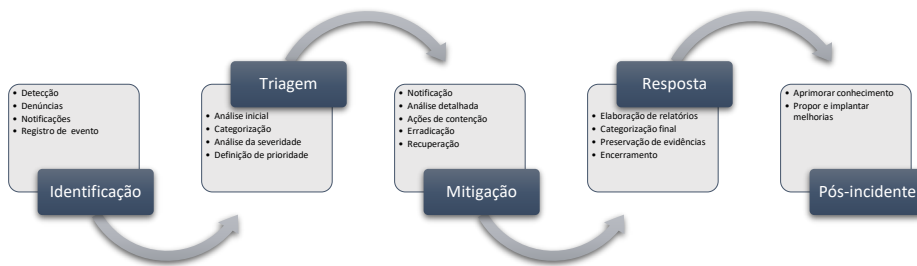 • Detecção
• Denúncias
• Notificações
• Registro de evento
Identificação
Triagem
• Análise inicial
• Categorização
• Análise da severidade
• Definição de prioridade
• Notificação
• Análise detalhada
• Ações de contenção
• Erradicação
• Recuperação
Mitigação
Resposta
• Elaboração de relatórios
• Categorização final
• Preservação de evidências
• Encerramento
• Aprimorar conhecimento
• Propor e implantar
melhorias
Pós-incidente